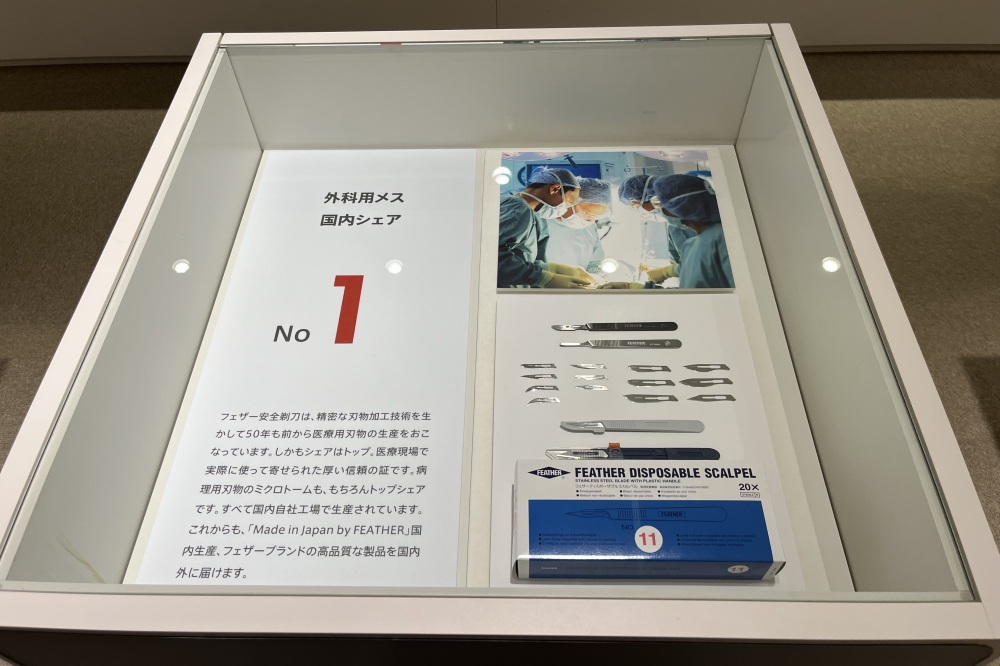 外科用メス
国内シェア
No 1
フェザー安全剃刀は、精密な刃物加工技術を生
かして50年も前から医療用刃物の生産をおこ
なっています。しかもシェアはトップ。医療現場で
実際に使って寄せられた厚い信頼の証です。病
理用刃物のミクロトームも、もちろんトップシェア
です。すべて国内自社工場で生産されています。
これからも、「Made in Japan by FEATHER」国
内生産、フェザーブランドの高品質な製品を国内
外に届けます。
FEATHER
FEATHER
FEATHER FEATHER DISPOSABLE SCALPEL
STAINLESS STEEL BLADE WITH PLASTIC HANDLE
20×
FEATHER
NO.
11
11